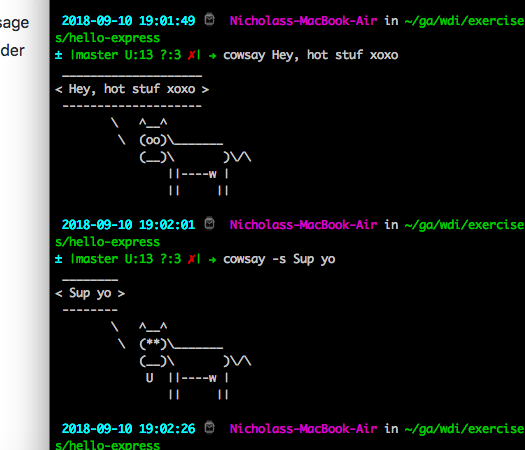 sage
der
2018-09-10 19:01:49 Nicholass-MacBook-Air in ~/ga/wdi/exercise
s/hello-express
± |master U:13 ?:3 ✗| → cowsay Hey, hot stuf xoxo
 ____________________
< Hey, hot stuf xoxo >
 --------------------
        \   ^__^
         \  (oo)\_______
            (__)\       )\/\
                ||----w |
                ||     ||
2018-09-10 19:02:01 Nicholass-MacBook-Air in ~/ga/wdi/exercise
s/hello-express
± |master U:13 ?:3 ✗| → cowsay -s Sup yo
 ________
< Sup yo >
 --------
        \   ^__^
         \  (**)\_______
            (__)\       )\/\
             U  ||----w |
                ||     ||
2018-09-10 19:02:26 Nicholass-MacBook-Air in ~/ga/wdi/exercise
s/hello-express